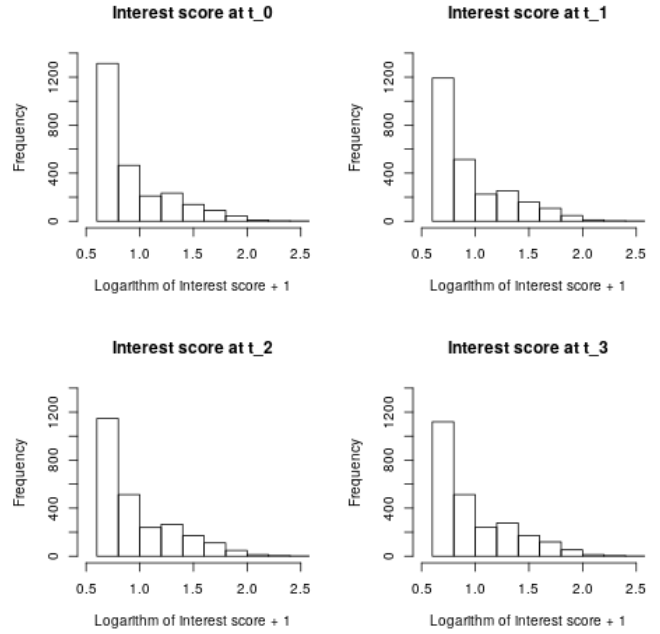 Interest score at t_0
Frequency
0 400 800 1200
0.5 1.0 1.5 2.0 2.5
Logarithm of Interest score + 1
Interest score at t_1
Frequency
0 400 800 1200
0.5 1.0 1.5 2.0 2.5
Logarithm of Interest score + 1
Interest score at t_2
Frequency
0 400 800 1200
0.5 1.0 1.5 2.0 2.5
Logarithm of Interest score + 1
Interest score at t_3
Frequency
0 400 800 1200
0.5 1.0 1.5 2.0 2.5
Logarithm of Interest score + 1